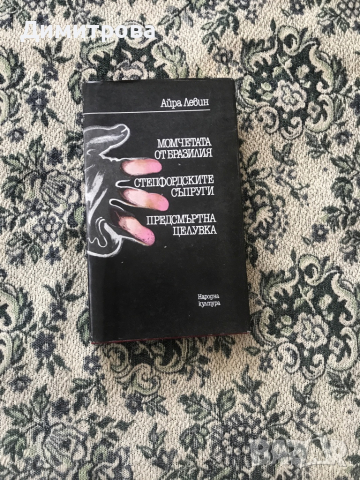 Димитрова
Айра Левин
МОМЧЕТАТА
ОТ БРАЗИЛИЯ
СТЕПФОРДСКИТЕ
СЪПРУГИ
ПРЕДСМЪРТНА
ЦЕЛУВКА
Народна
култура